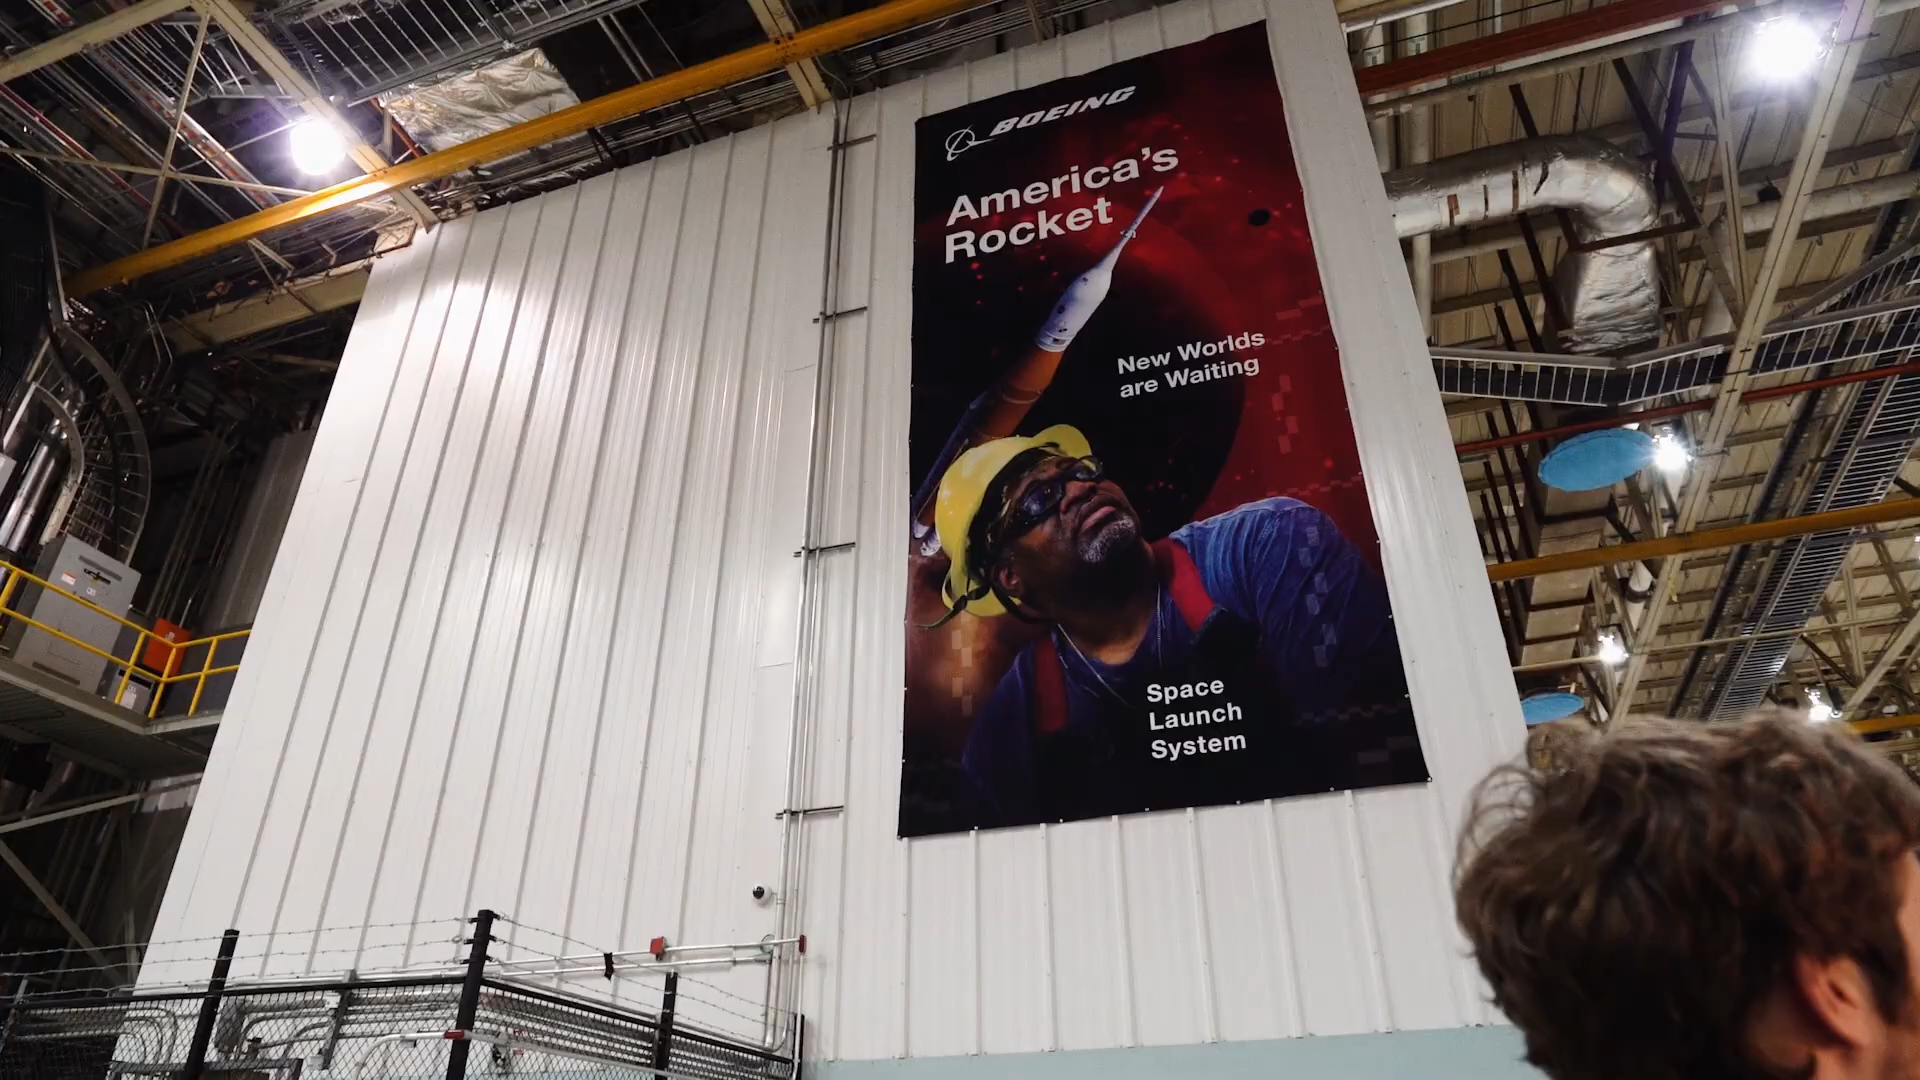 BOEING
America's
Rocket
New Worlds
are Waiting
Space
Launch
System